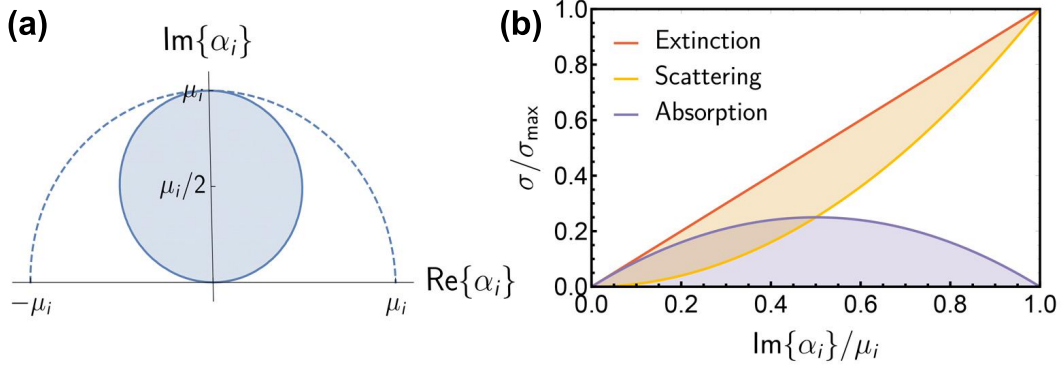 (a)
Im{αᵢ}
μᵢ
μᵢ/2
−μᵢ
μᵢ
Re{αᵢ}
(b)
1.0
0.8
0.6
0.4
0.2
0.0
σ/σmax
Extinction
Scattering
Absorption
0.0 0.2 0.4 0.6 0.8 1.0
Im{αᵢ}/μᵢ